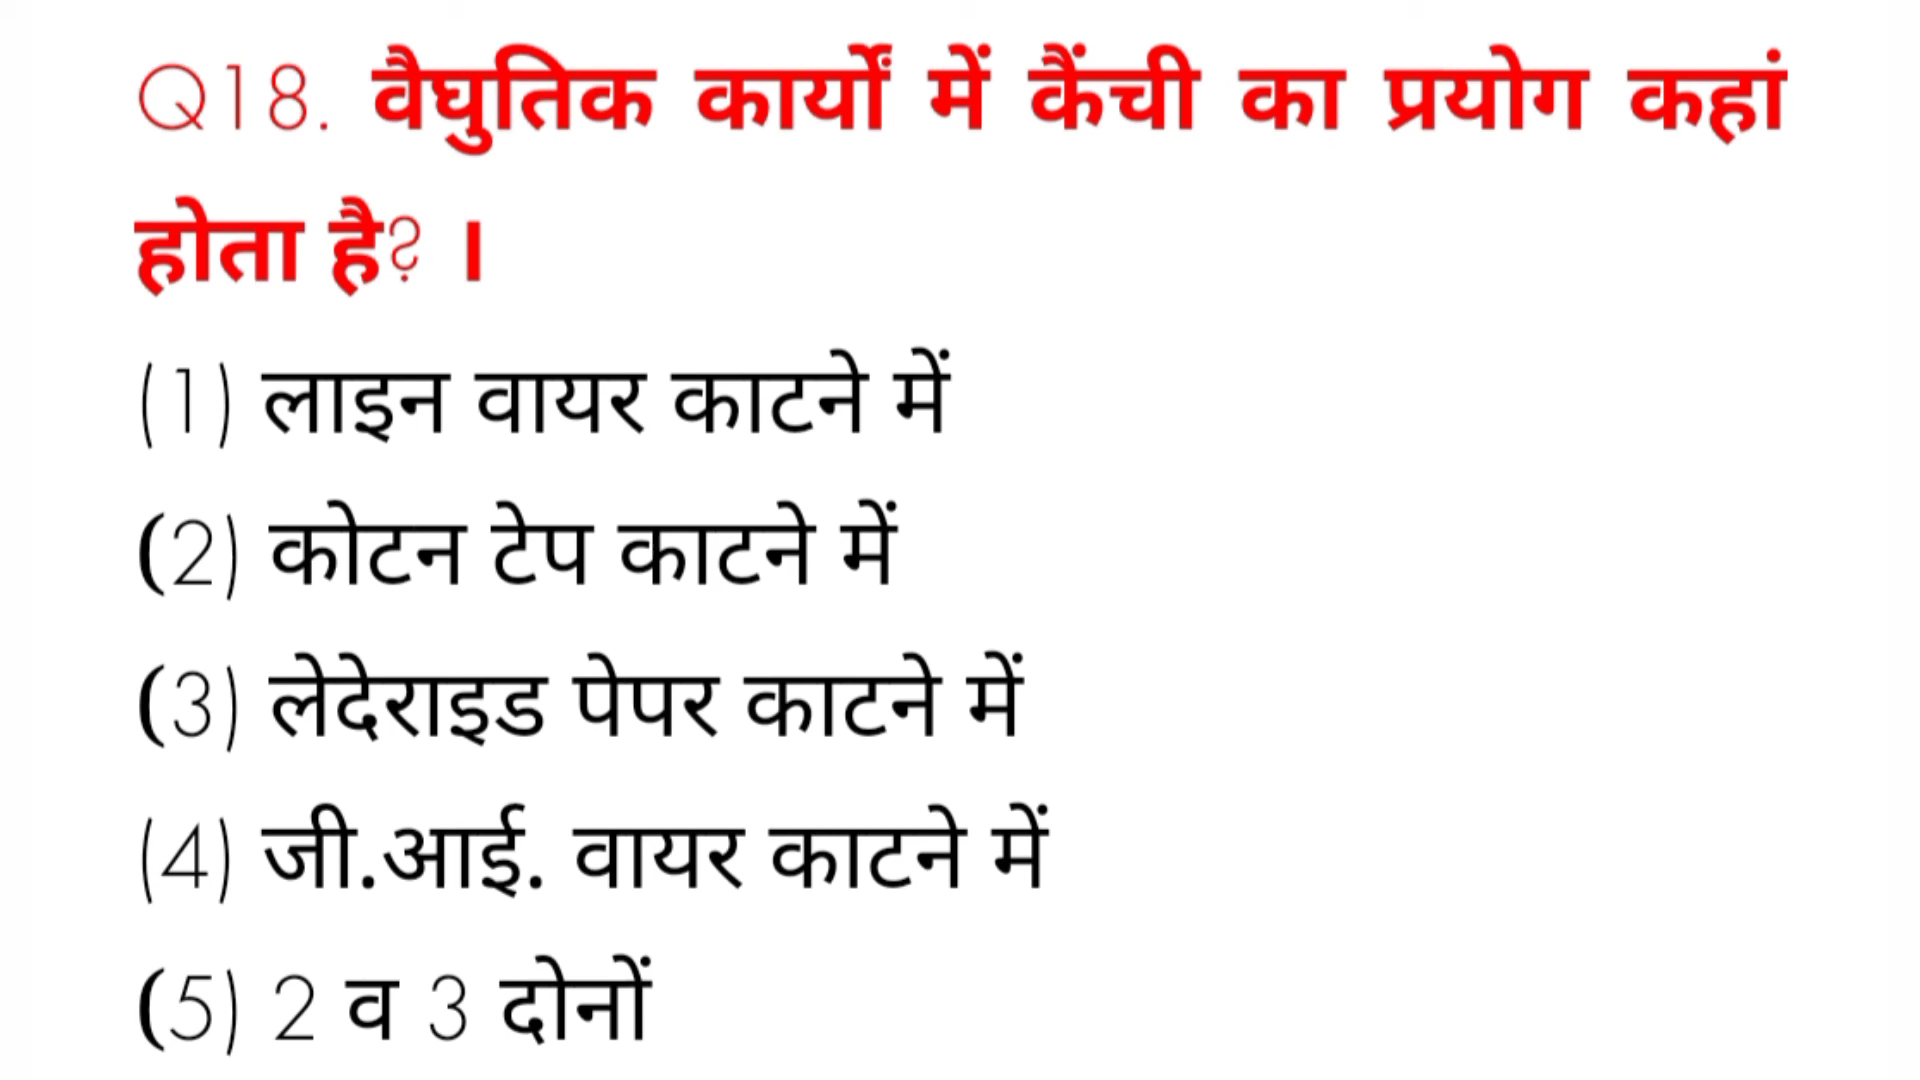 Q18. वैघुतिक कार्यों में कैंची का प्रयोग कहां
होता है? ।
(1) लाइन वायर काटने में
(2) कोटन टेप काटने में
(3) लेदेराइड पेपर काटने में
(4) जी.आई. वायर काटने में
(5) 2 व 3 दोनों